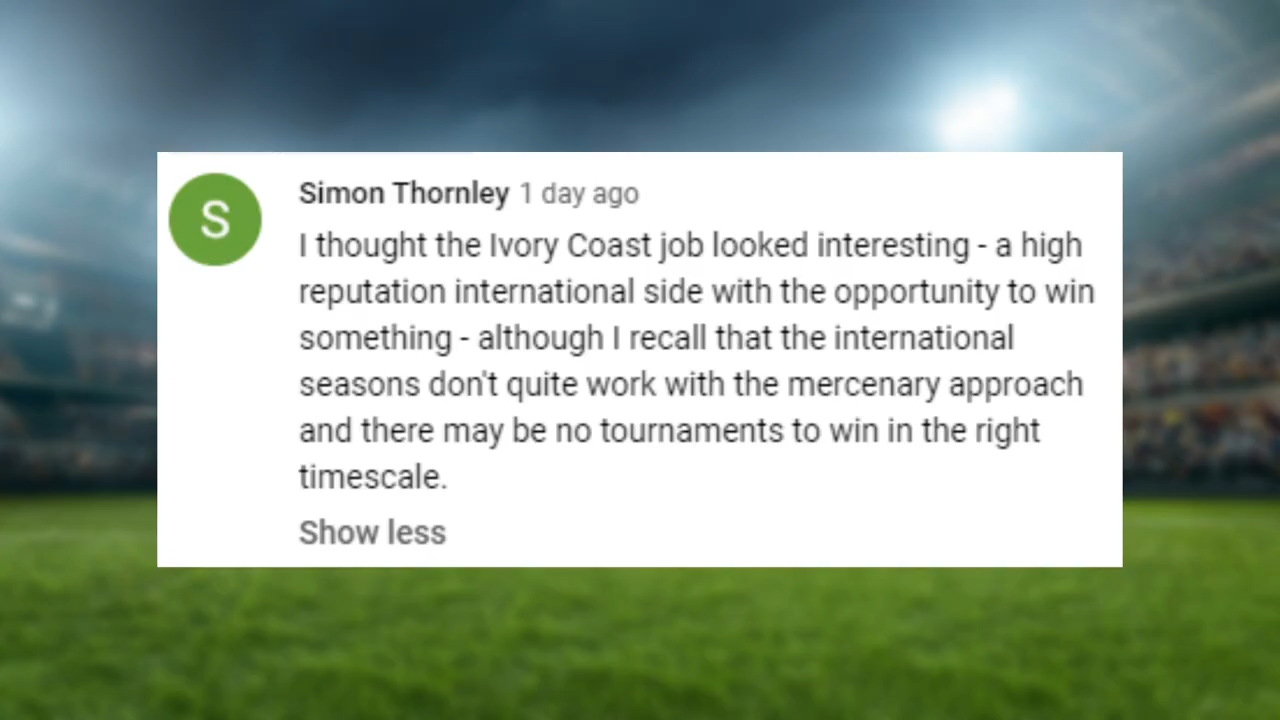 S
Simon Thornley 1 day ago
I thought the Ivory Coast job looked interesting - a high
reputation international side with the opportunity to win
something - although I recall that the international
seasons don't quite work with the mercenary approach
and there may be no tournaments to win in the right
timescale.
Show less